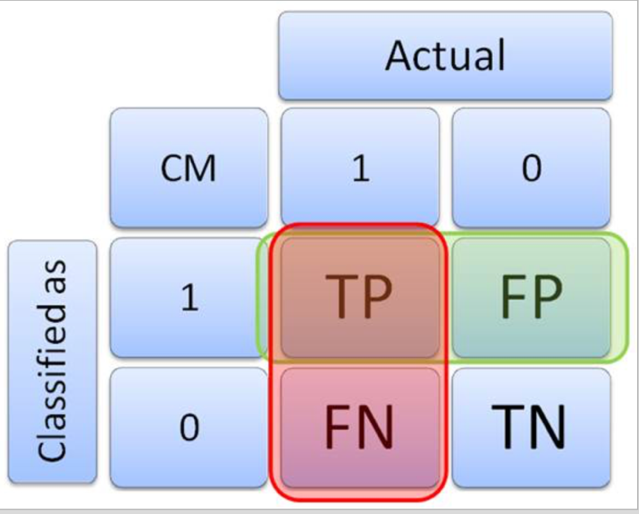 Actual
CM 1 0
Classified as
1 TP FP
0 FN TN